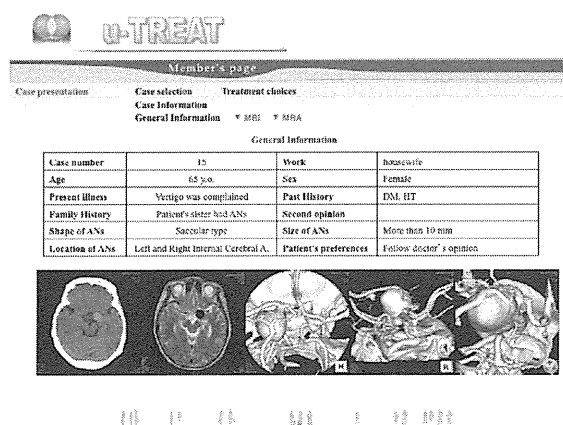 u-TREAT
Member's page
Case presentation Case selection Treatment choices
Case Information
General Information ▼ MRI ▼ MRA
General Information
Case number 15 Work housewife
Age 65 y.o. Sex Female
Present illness Vertigo was complained Past History DM, HT
Family History Patient's sister had ANs Second opinion
Shape of ANs Saccular type Size of ANs More than 10 mm
Location of ANs Left and Right Internal Cerebral A. Patient's preferences Follow doctor's opinion
H R